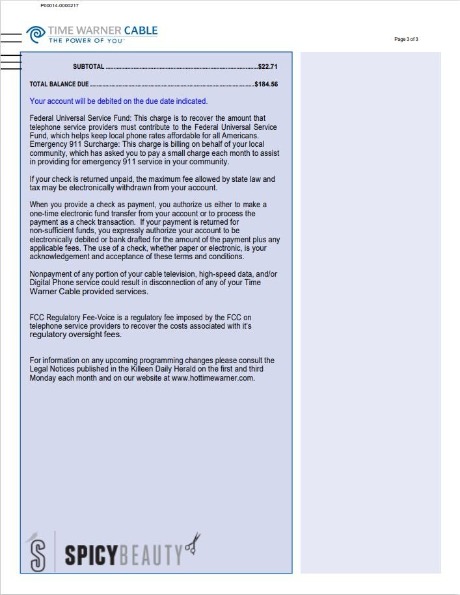 P00014-0000217
TIME WARNER CABLE
THE POWER OF YOU™
Page 3 of 3
SUBTOTAL ....................$22.71
TOTAL BALANCE DUE ....................$184.56
Your account will be debited on the due date indicated.
Federal Universal Service Fund: This charge is to recover the amount that
telephone service providers must contribute to the Federal Universal Service
Fund, which helps keep local phone rates affordable for all Americans.
Emergency 911 Surcharge: This charge is billing on behalf of your local
community, which has asked you to pay a small charge each month to assist
in providing for emergency 911 service in your community.
If your check is returned unpaid, the maximum fee allowed by state law and
tax may be electronically withdrawn from your account.
When you provide a check as payment, you authorize us either to make a
one-time electronic fund transfer from your account or to process the
payment as a check transaction. If your payment is returned for
non-sufficient funds, you expressly authorize your account to be
electronically debited or bank drafted for the amount of the payment plus any
applicable fees. The use of a check, whether paper or electronic, is your
acknowledgement and acceptance of these terms and conditions.
Nonpayment of any portion of your cable television, high-speed data, and/or
Digital Phone service could result in disconnection of any of your Time
Warner Cable provided services.
FCC Regulatory Fee-Voice is a regulatory fee imposed by the FCC on
telephone service providers to recover the costs associated with it's
regulatory oversight fees.
For information on any upcoming programming changes please consult the
Legal Notices published in the Killeen Daily Herald on the first and third
Monday each month and on our website at www.hottimewarner.com.
S SPICYBEAUTY